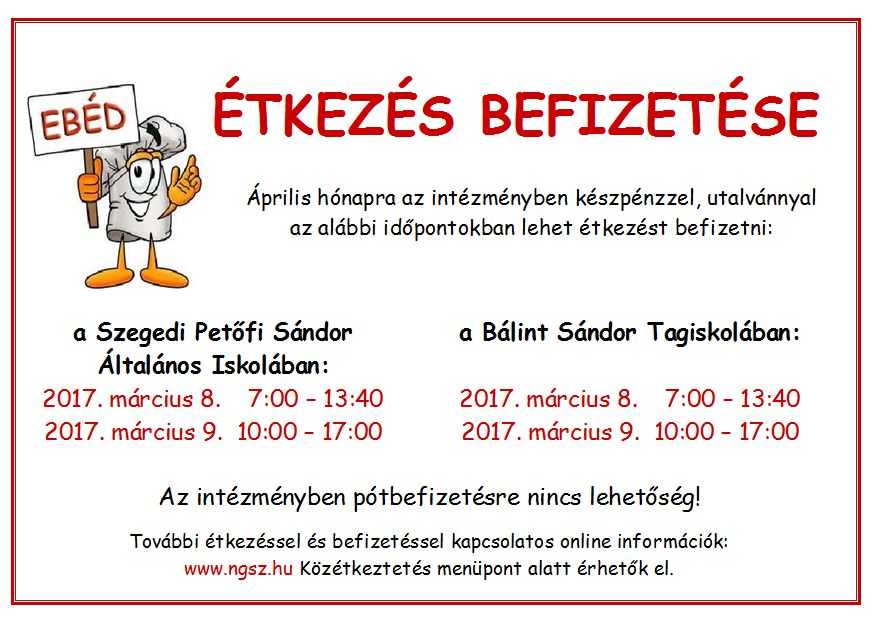 EBÉD
ÉTKEZÉS BEFIZETÉSE
Április hónapra az intézményben készpénzzel, utalvánnyal
az alábbi időpontokban lehet étkezést befizetni:
a Szegedi Petőfi Sándor
Általános Iskolában:
2017. március 8. 7:00 – 13:40
2017. március 9. 10:00 – 17:00
a Bálint Sándor Tagiskolában:
2017. március 8. 7:00 – 13:40
2017. március 9. 10:00 – 17:00
Az intézményben pótbefizetésre nincs lehetőség!
További étkezéssel és befizetéssel kapcsolatos online információk:
www.ngsz.hu Közétkeztetés menüpont alatt érhetők el.